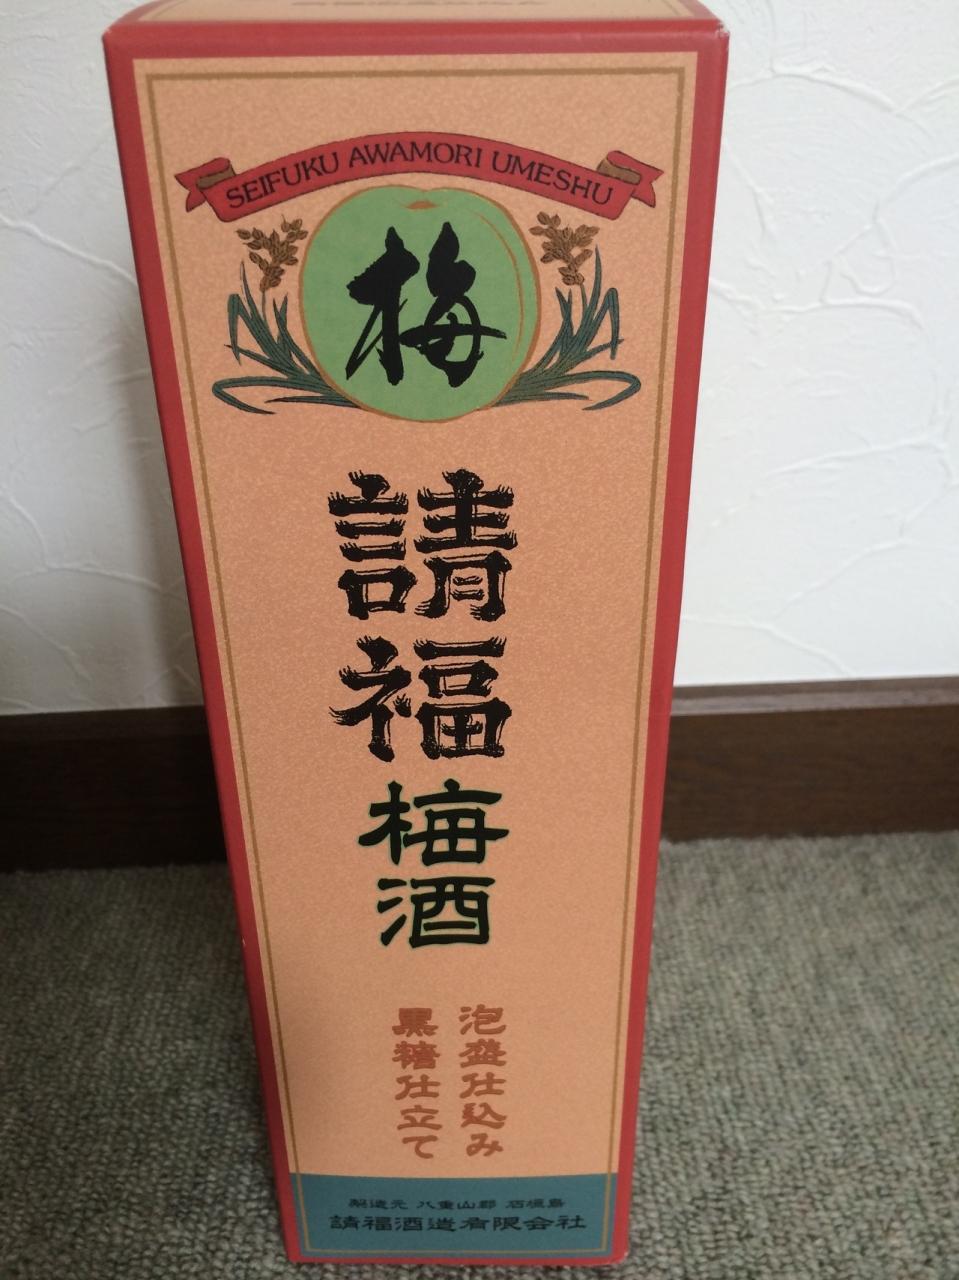 SEIFUKU AWAMORI UMESHU
梅
請福
梅酒
泡盛仕込み
黒糖仕立て
製造元 八重山郡 石垣島
請福酒造有限会社